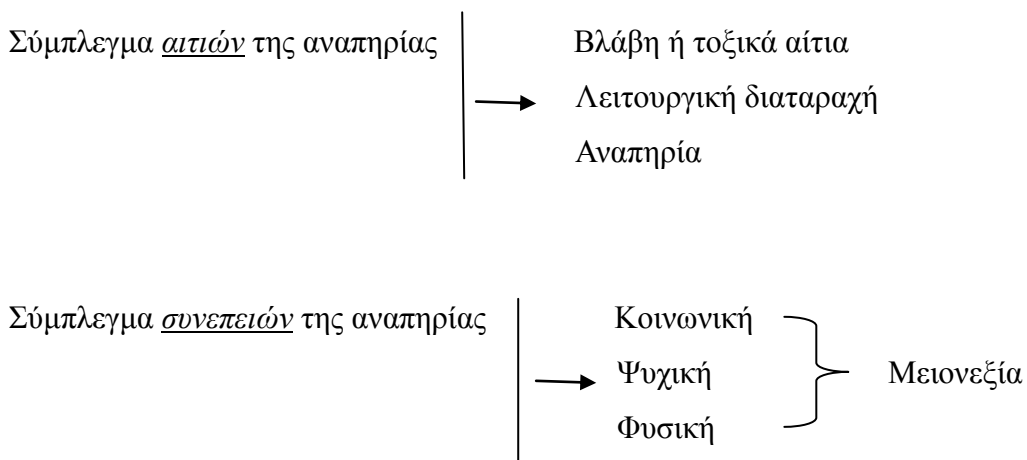 Σύμπλεγμα αιτιών της αναπηρίας
Βλάβη ή τοξικά αίτια
Λειτουργική διαταραχή
Αναπηρία
Σύμπλεγμα συνεπειών της αναπηρίας
Κοινωνική
Ψυχική
Φυσική
Μειονεξία